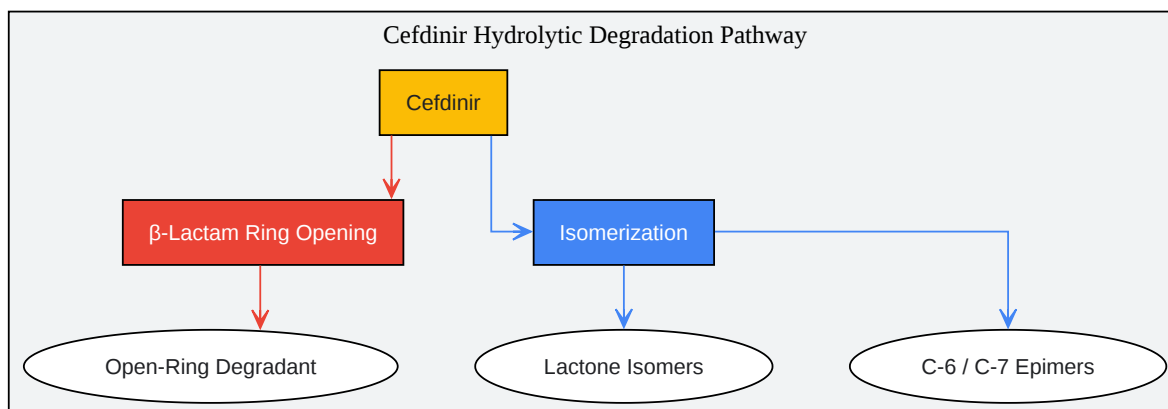 Cefdinir Hydrolytic Degradation Pathway
Cefdinir
β-Lactam Ring Opening
Isomerization
Open-Ring Degradant
Lactone Isomers
C-6 / C-7 Epimers